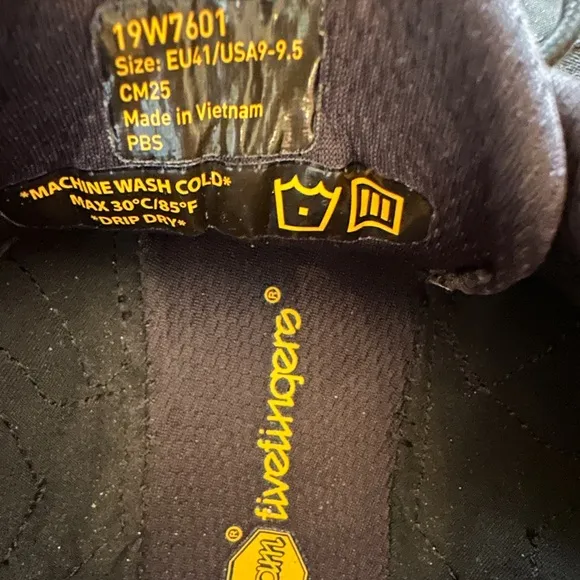 19W7601
Size: EU41/USA9-9.5
CM25
Made in Vietnam
PBS
*MACHINE WASH COLD*
MAX 30°C/85°F
*DRIP DRY*
fivefingers®
®